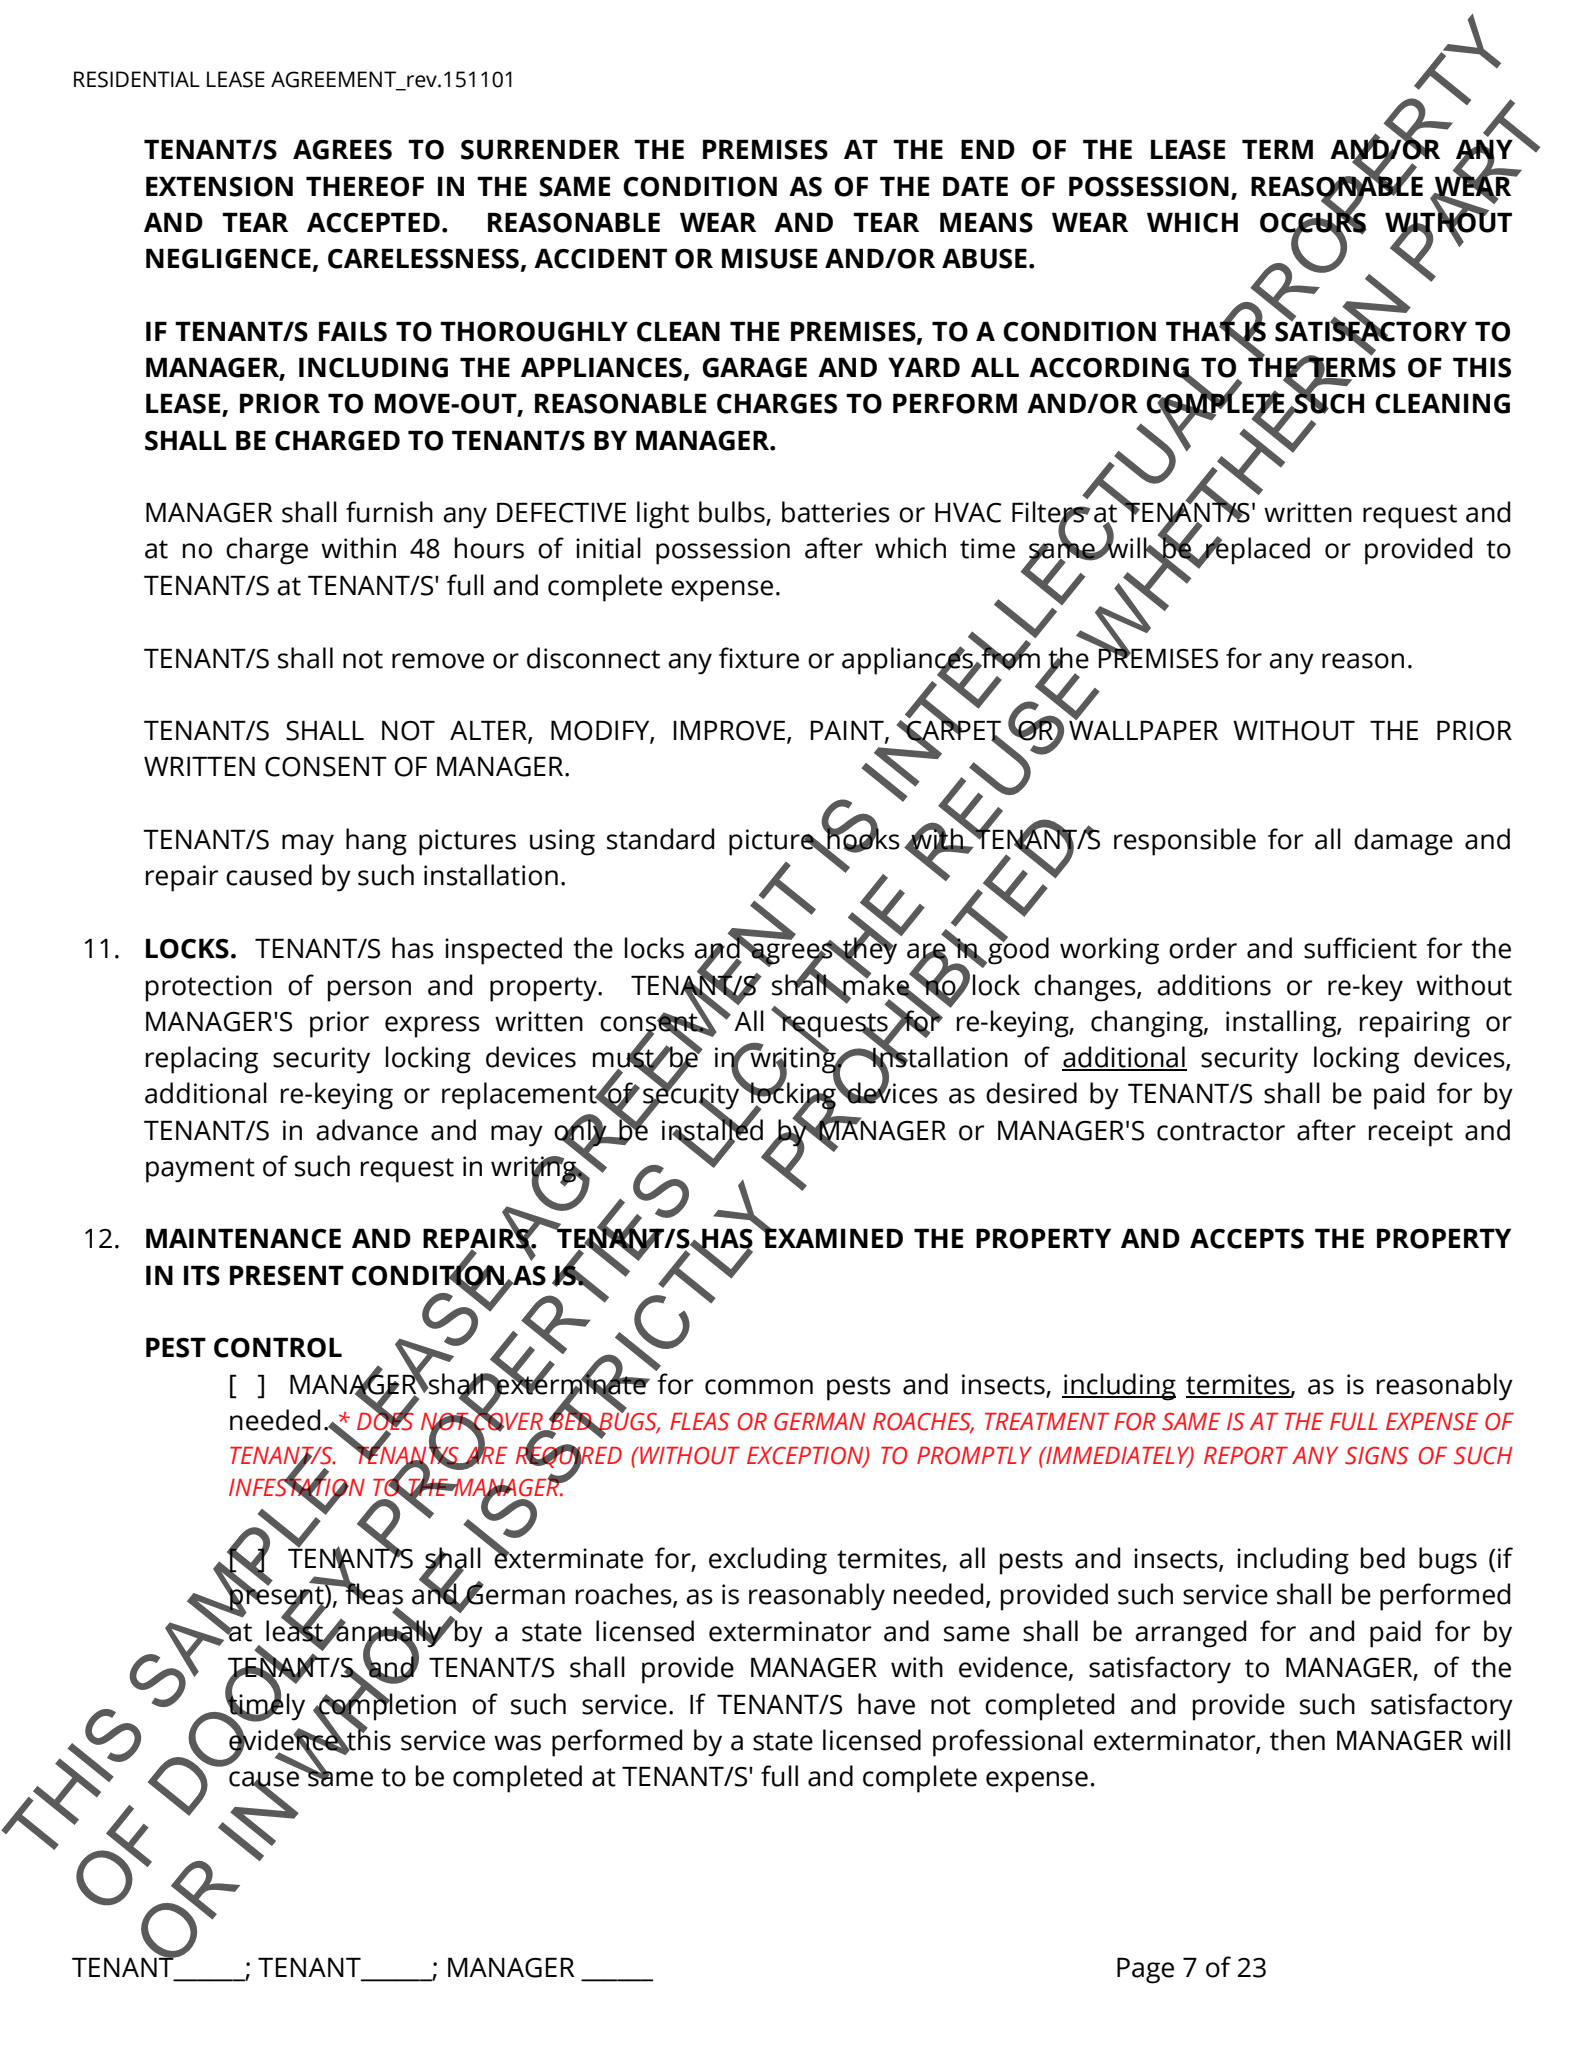 RESIDENTIAL LEASE AGREEMENT_rev.151101
TENANT/S AGREES TO SURRENDER THE PREMISES AT THE END OF THE LEASE TERM AND/OR ANY
EXTENSION THEREOF IN THE SAME CONDITION AS OF THE DATE OF POSSESSION, REASONABLE WEAR
AND TEAR ACCEPTED. REASONABLE WEAR AND TEAR MEANS WEAR WHICH OCCURS WITHOUT
NEGLIGENCE, CARELESSNESS, ACCIDENT OR MISUSE AND/OR ABUSE.
IF TENANT/S FAILS TO THOROUGHLY CLEAN THE PREMISES, TO A CONDITION THAT IS SATISFACTORY TO
MANAGER, INCLUDING THE APPLIANCES, GARAGE AND YARD ALL ACCORDING TO THE TERMS OF THIS
LEASE, PRIOR TO MOVE-OUT, REASONABLE CHARGES TO PERFORM AND/OR COMPLETE SUCH CLEANING
SHALL BE CHARGED TO TENANT/S BY MANAGER.
MANAGER shall furnish any DEFECTIVE light bulbs, batteries or HVAC Filters at TENANT/S' written request and
at no charge within 48 hours of initial possession after which time same will be replaced or provided to
TENANT/S at TENANT/S' full and complete expense.
TENANT/S shall not remove or disconnect any fixture or appliances from the PREMISES for any reason.
TENANT/S SHALL NOT ALTER, MODIFY, IMPROVE, PAINT, CARPET OR WALLPAPER WITHOUT THE PRIOR
WRITTEN CONSENT OF MANAGER.
TENANT/S may hang pictures using standard picture hooks with TENANT/S responsible for all damage and
repair caused by such installation.
11. LOCKS. TENANT/S has inspected the locks and agrees they are in good working order and sufficient for the
protection of person and property. TENANT/S shall make no lock changes, additions or re-key without
MANAGER'S prior express written consent. All requests for re-keying, changing, installing, repairing or
replacing security locking devices must be in writing. Installation of additional security locking devices,
additional re-keying or replacement of security locking devices as desired by TENANT/S shall be paid for by
TENANT/S in advance and may only be installed by MANAGER or MANAGER'S contractor after receipt and
payment of such request in writing.
12. MAINTENANCE AND REPAIRS. TENANT/S HAS EXAMINED THE PROPERTY AND ACCEPTS THE PROPERTY
IN ITS PRESENT CONDITION AS IS.
PEST CONTROL
[ ] MANAGER shall exterminate for common pests and insects, including termites, as is reasonably
needed. * DOES NOT COVER BED BUGS, FLEAS OR GERMAN ROACHES, TREATMENT FOR SAME IS AT THE FULL EXPENSE OF
TENANT/S. TENANT/S ARE REQUIRED (WITHOUT EXCEPTION) TO PROMPTLY (IMMEDIATELY) REPORT ANY SIGNS OF SUCH
INFESTATION TO THE MANAGER.
[ ] TENANT/S shall exterminate for, excluding termites, all pests and insects, including bed bugs (if
present), fleas and German roaches, as is reasonably needed, provided such service shall be performed
at least annually by a state licensed exterminator and same shall be arranged for and paid for by
TENANT/S and TENANT/S shall provide MANAGER with evidence, satisfactory to MANAGER, of the
timely completion of such service. If TENANT/S have not completed and provide such satisfactory
evidence this service was performed by a state licensed professional exterminator, then MANAGER will
cause same to be completed at TENANT/S' full and complete expense.
TENANT______; TENANT______; MANAGER ______ Page 7 of 23
THIS SAMPLE LEASE AGREEMENT IS INTELLECTUAL PROPERTY
OF DOOLEY PROPERTIES LLC | THE REUSE WHETHER IN PART
OR IN WHOLE IS STRICTLY PROHIBITED.